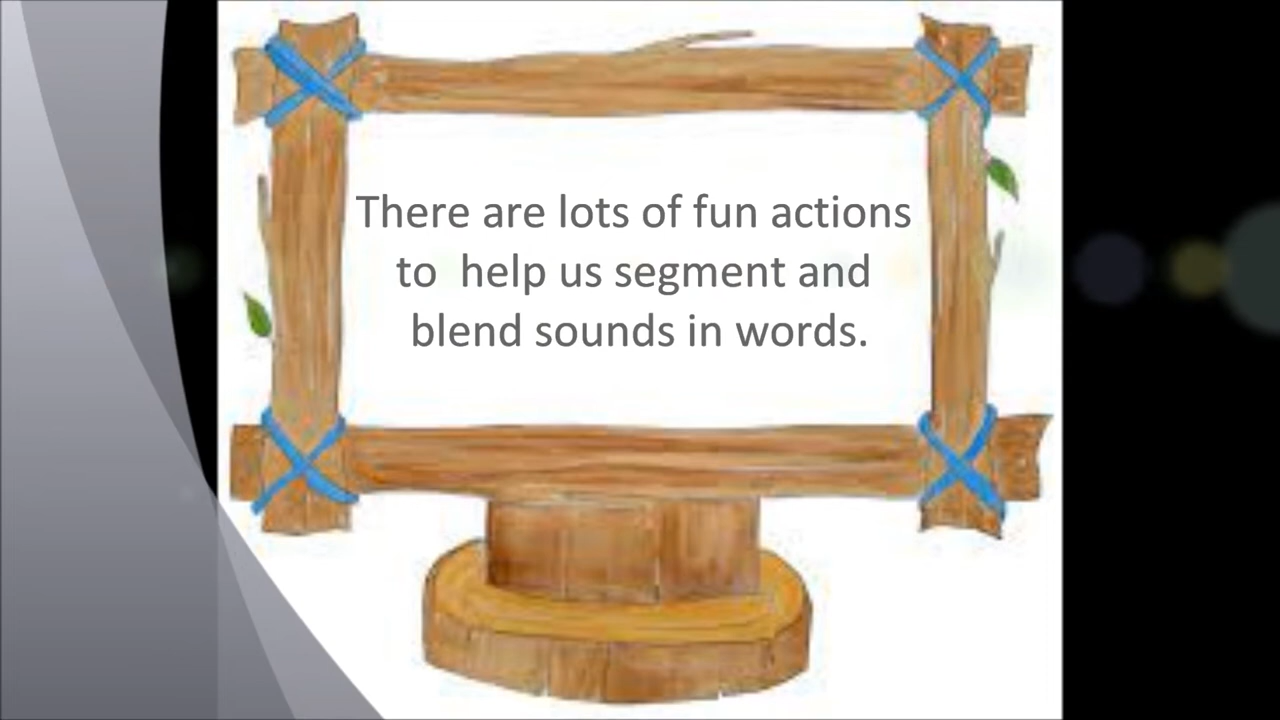 There are lots of fun actions
to  help us segment and
blend sounds in words.